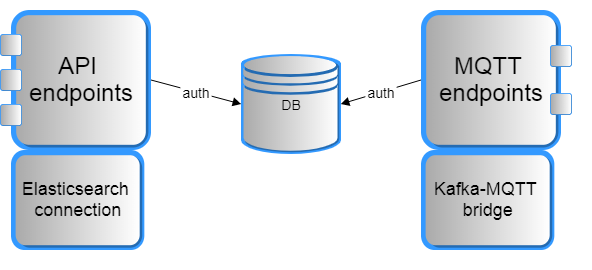 API
endpoints
auth
DB
auth
MQTT
endpoints
Elasticsearch
connection
Kafka-MQTT
bridge